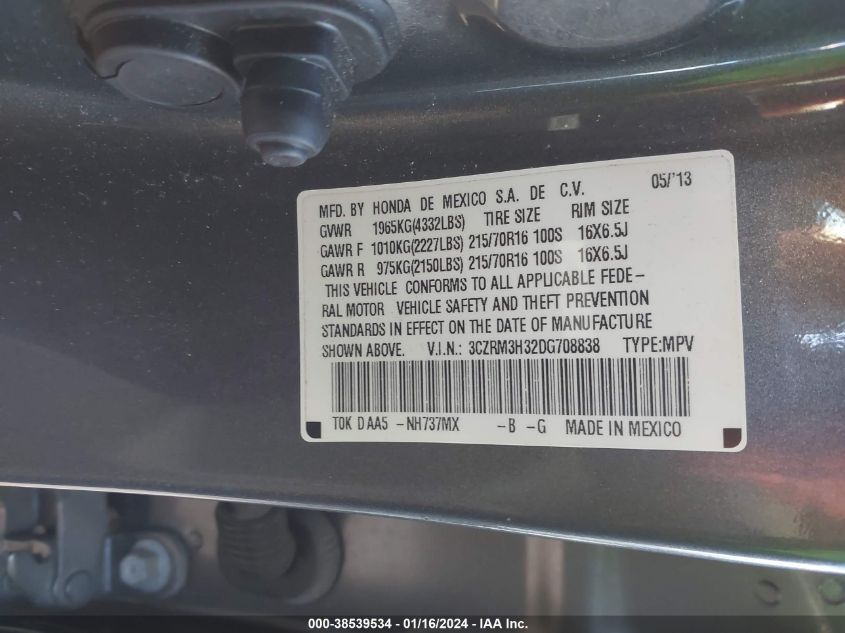 MFD. BY HONDA DE MEXICO S.A. DE C.V. 05/'13
GVWR 1965KG(4332LBS) TIRE SIZE RIM SIZE
GAWR F 1010KG(2227LBS) 215/70R16 100S 16X6.5J
GAWR R 975KG(2150LBS) 215/70R16 100S 16X6.5J
THIS VEHICLE CONFORMS TO ALL APPLICABLE FEDE-
RAL MOTOR VEHICLE SAFETY AND THEFT PREVENTION
STANDARDS IN EFFECT ON THE DATE OF MANUFACTURE
SHOWN ABOVE. V.I.N.: 3CZRM3H32DG708838 TYPE:MPV
T0K D AA5 -NH737MX -B -G MADE IN MEXICO
000-38539534 - 01/16/2024 - IAA Inc.